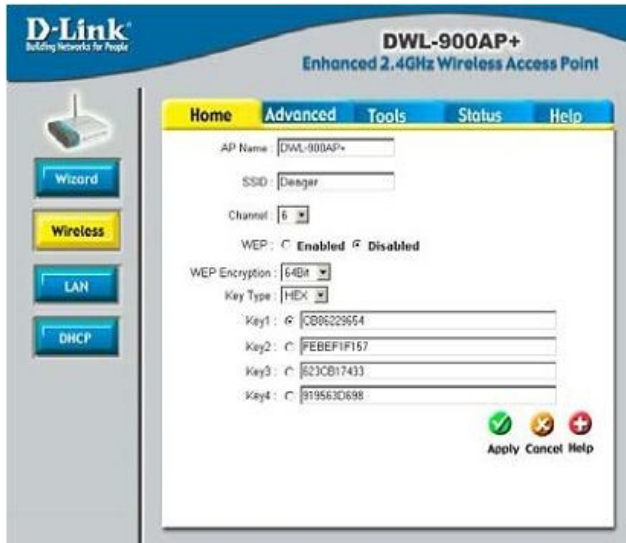 D-Link
Building Networks for People
DWL-900AP+
Enhanced 2.4GHz Wireless Access Point
Home Advanced Tools Status Help
Wizard
Wireless
LAN
DHCP
AP Name : DWL-900AP+
SSID : Deager
Channel : 6
WEP : Enabled Disabled
WEP Encryption : 64Bit
Key Type : HEX
Key1 : CB86229654
Key2 : FEBEF1F157
Key3 : 623CB17433
Key4 : 919563D698
Apply Cancel Help